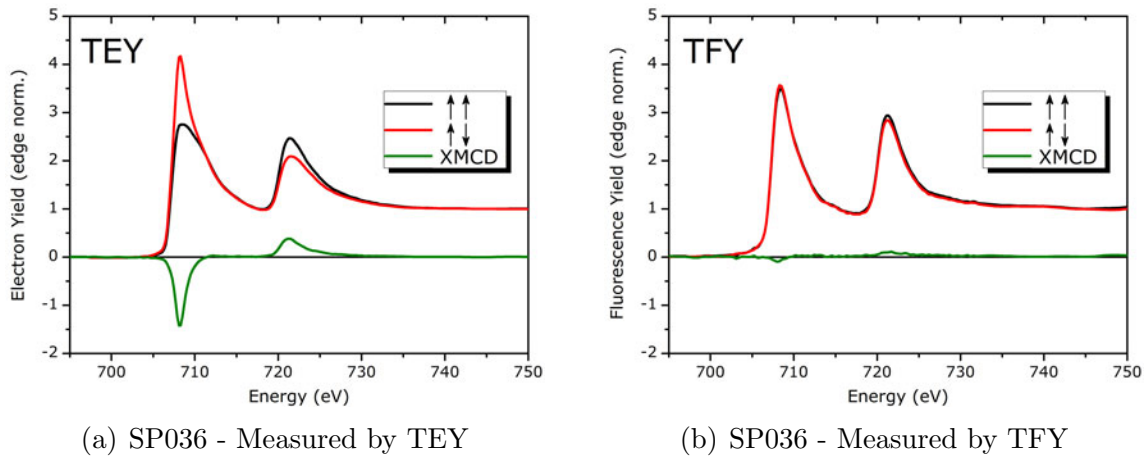 TEY
Electron Yield (edge norm.)
5
4
3
2
1
0
-1
-2
XMCD
700 710 720 730 740 750
Energy (eV)
(a) SP036 - Measured by TEY
TFY
Fluorescence Yield (edge norm.)
5
4
3
2
1
0
-1
-2
XMCD
700 710 720 730 740 750
Energy (eV)
(b) SP036 - Measured by TFY